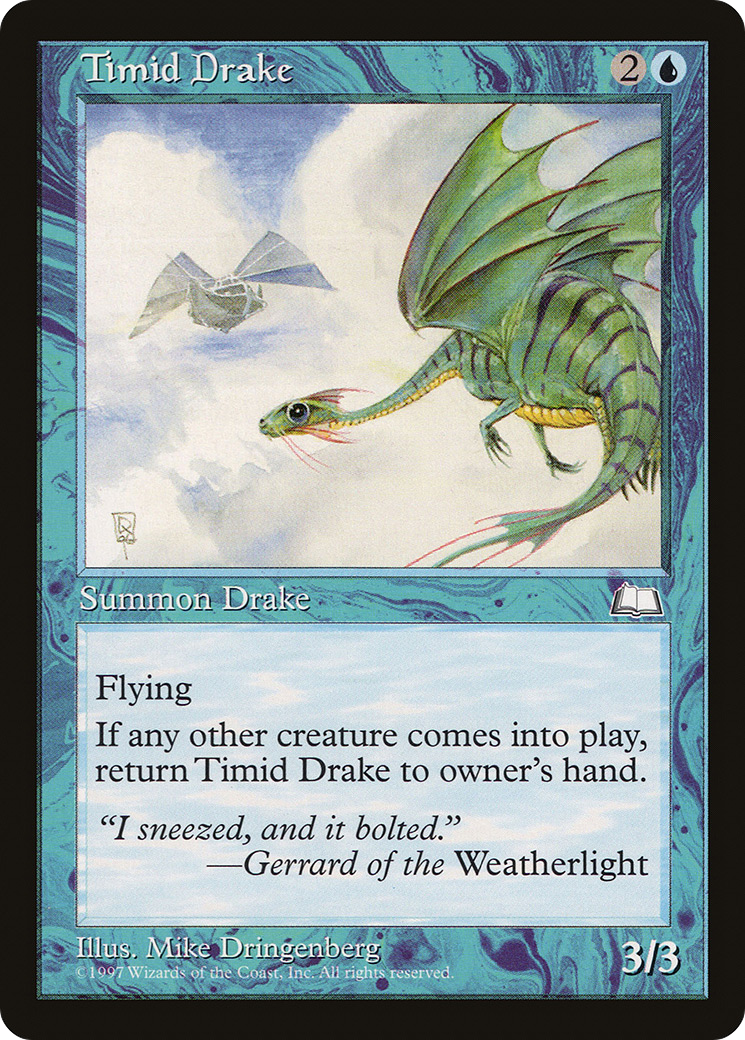 Timid Drake 2
Summon Drake
Flying
If any other creature comes into play,
return Timid Drake to owner's hand.
“I sneezed, and it bolted.”
—Gerrard of the Weatherlight
Illus. Mike Dringenberg
©1997 Wizards of the Coast, Inc. All rights reserved.
3/3